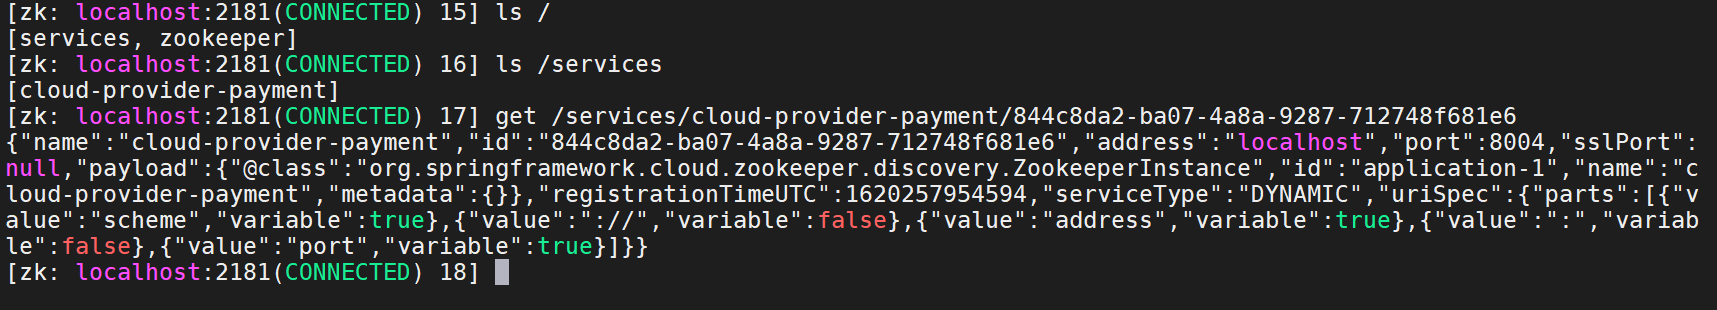 [zk: localhost:2181(CONNECTED) 15] ls /
[services, zookeeper]
[zk: localhost:2181(CONNECTED) 16] ls /services
[cloud-provider-payment]
[zk: localhost:2181(CONNECTED) 17] get /services/cloud-provider-payment/844c8da2-ba07-4a8a-9287-712748f681e6
{"name":"cloud-provider-payment","id":"844c8da2-ba07-4a8a-9287-712748f681e6","address":"localhost","port":8004,"sslPort":
null,"payload":{"@class":"org.springframework.cloud.zookeeper.discovery.ZookeeperInstance","id":"application-1","name":"c
loud-provider-payment","metadata":{}},"registrationTimeUTC":1620257954594,"serviceType":"DYNAMIC","uriSpec":{"parts":[{"v
alue":"scheme","variable":true},{"value":"://","variable":false},{"value":"address","variable":true},{"value":":","variab
le":false},{"value":"port","variable":true}]}}
[zk: localhost:2181(CONNECTED) 18]